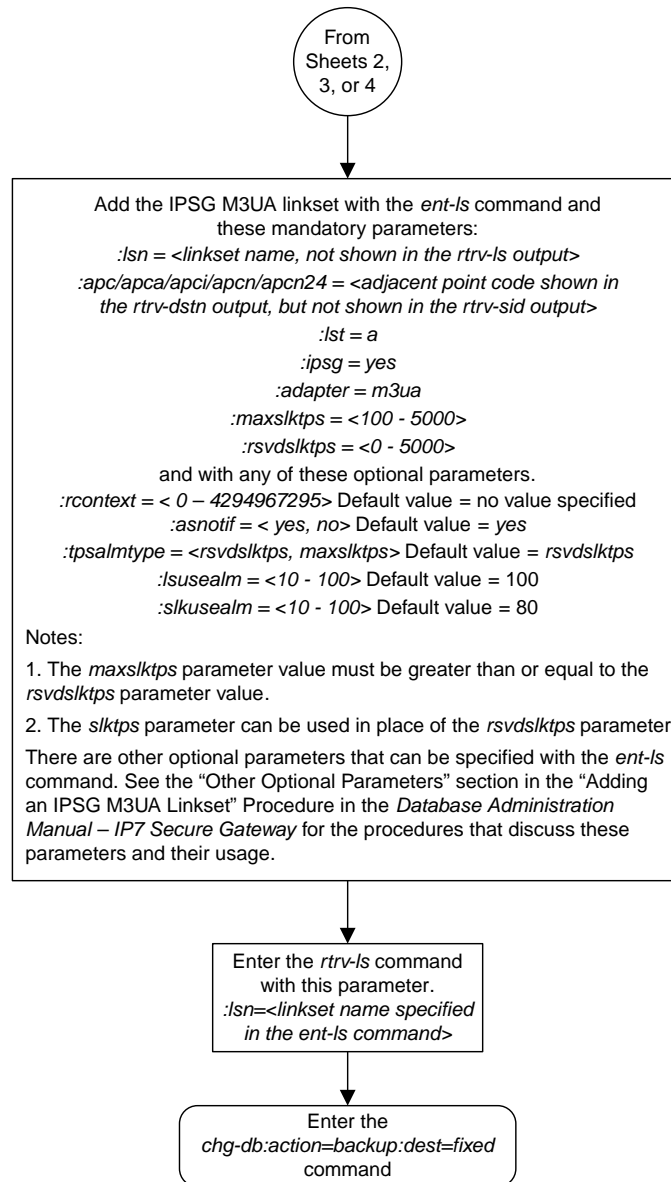 From
Sheets 2,
3, or 4
Add the IPSG M3UA linkset with the ent-ls command and
these mandatory parameters:
:lsn = <linkset name, not shown in the rtrv-ls output>
:apc/apca/apci/apcn/apcn24 = <adjacent point code shown in
the rtrv-dstn output, but not shown in the rtrv-sid output>
:lst = a
:ipsg = yes
:adapter = m3ua
:maxslktps = <100 - 5000>
:rsvdslktps = <0 - 5000>
and with any of these optional parameters.
:rcontext = < 0 – 4294967295> Default value = no value specified
:asnotif = < yes, no> Default value = yes
:tpsalmtype = <rsvdslktps, maxslktps> Default value = rsvdslktps
:lsusealm = <10 - 100> Default value = 100
:slkusealm = <10 - 100> Default value = 80
Notes:
1. The maxslktps parameter value must be greater than or equal to the
rsvdslktps parameter value.
2. The slktps parameter can be used in place of the rsvdslktps parameter
There are other optional parameters that can be specified with the ent-ls
command. See the “Other Optional Parameters” section in the “Adding
an IPSG M3UA Linkset” Procedure in the Database Administration
Manual – IP7 Secure Gateway for the procedures that discuss these
parameters and their usage.
Enter the rtrv-ls command
with this parameter.
:lsn=<linkset name specified
in the ent-ls command>
Enter the
chg-db:action=backup:dest=fixed
command